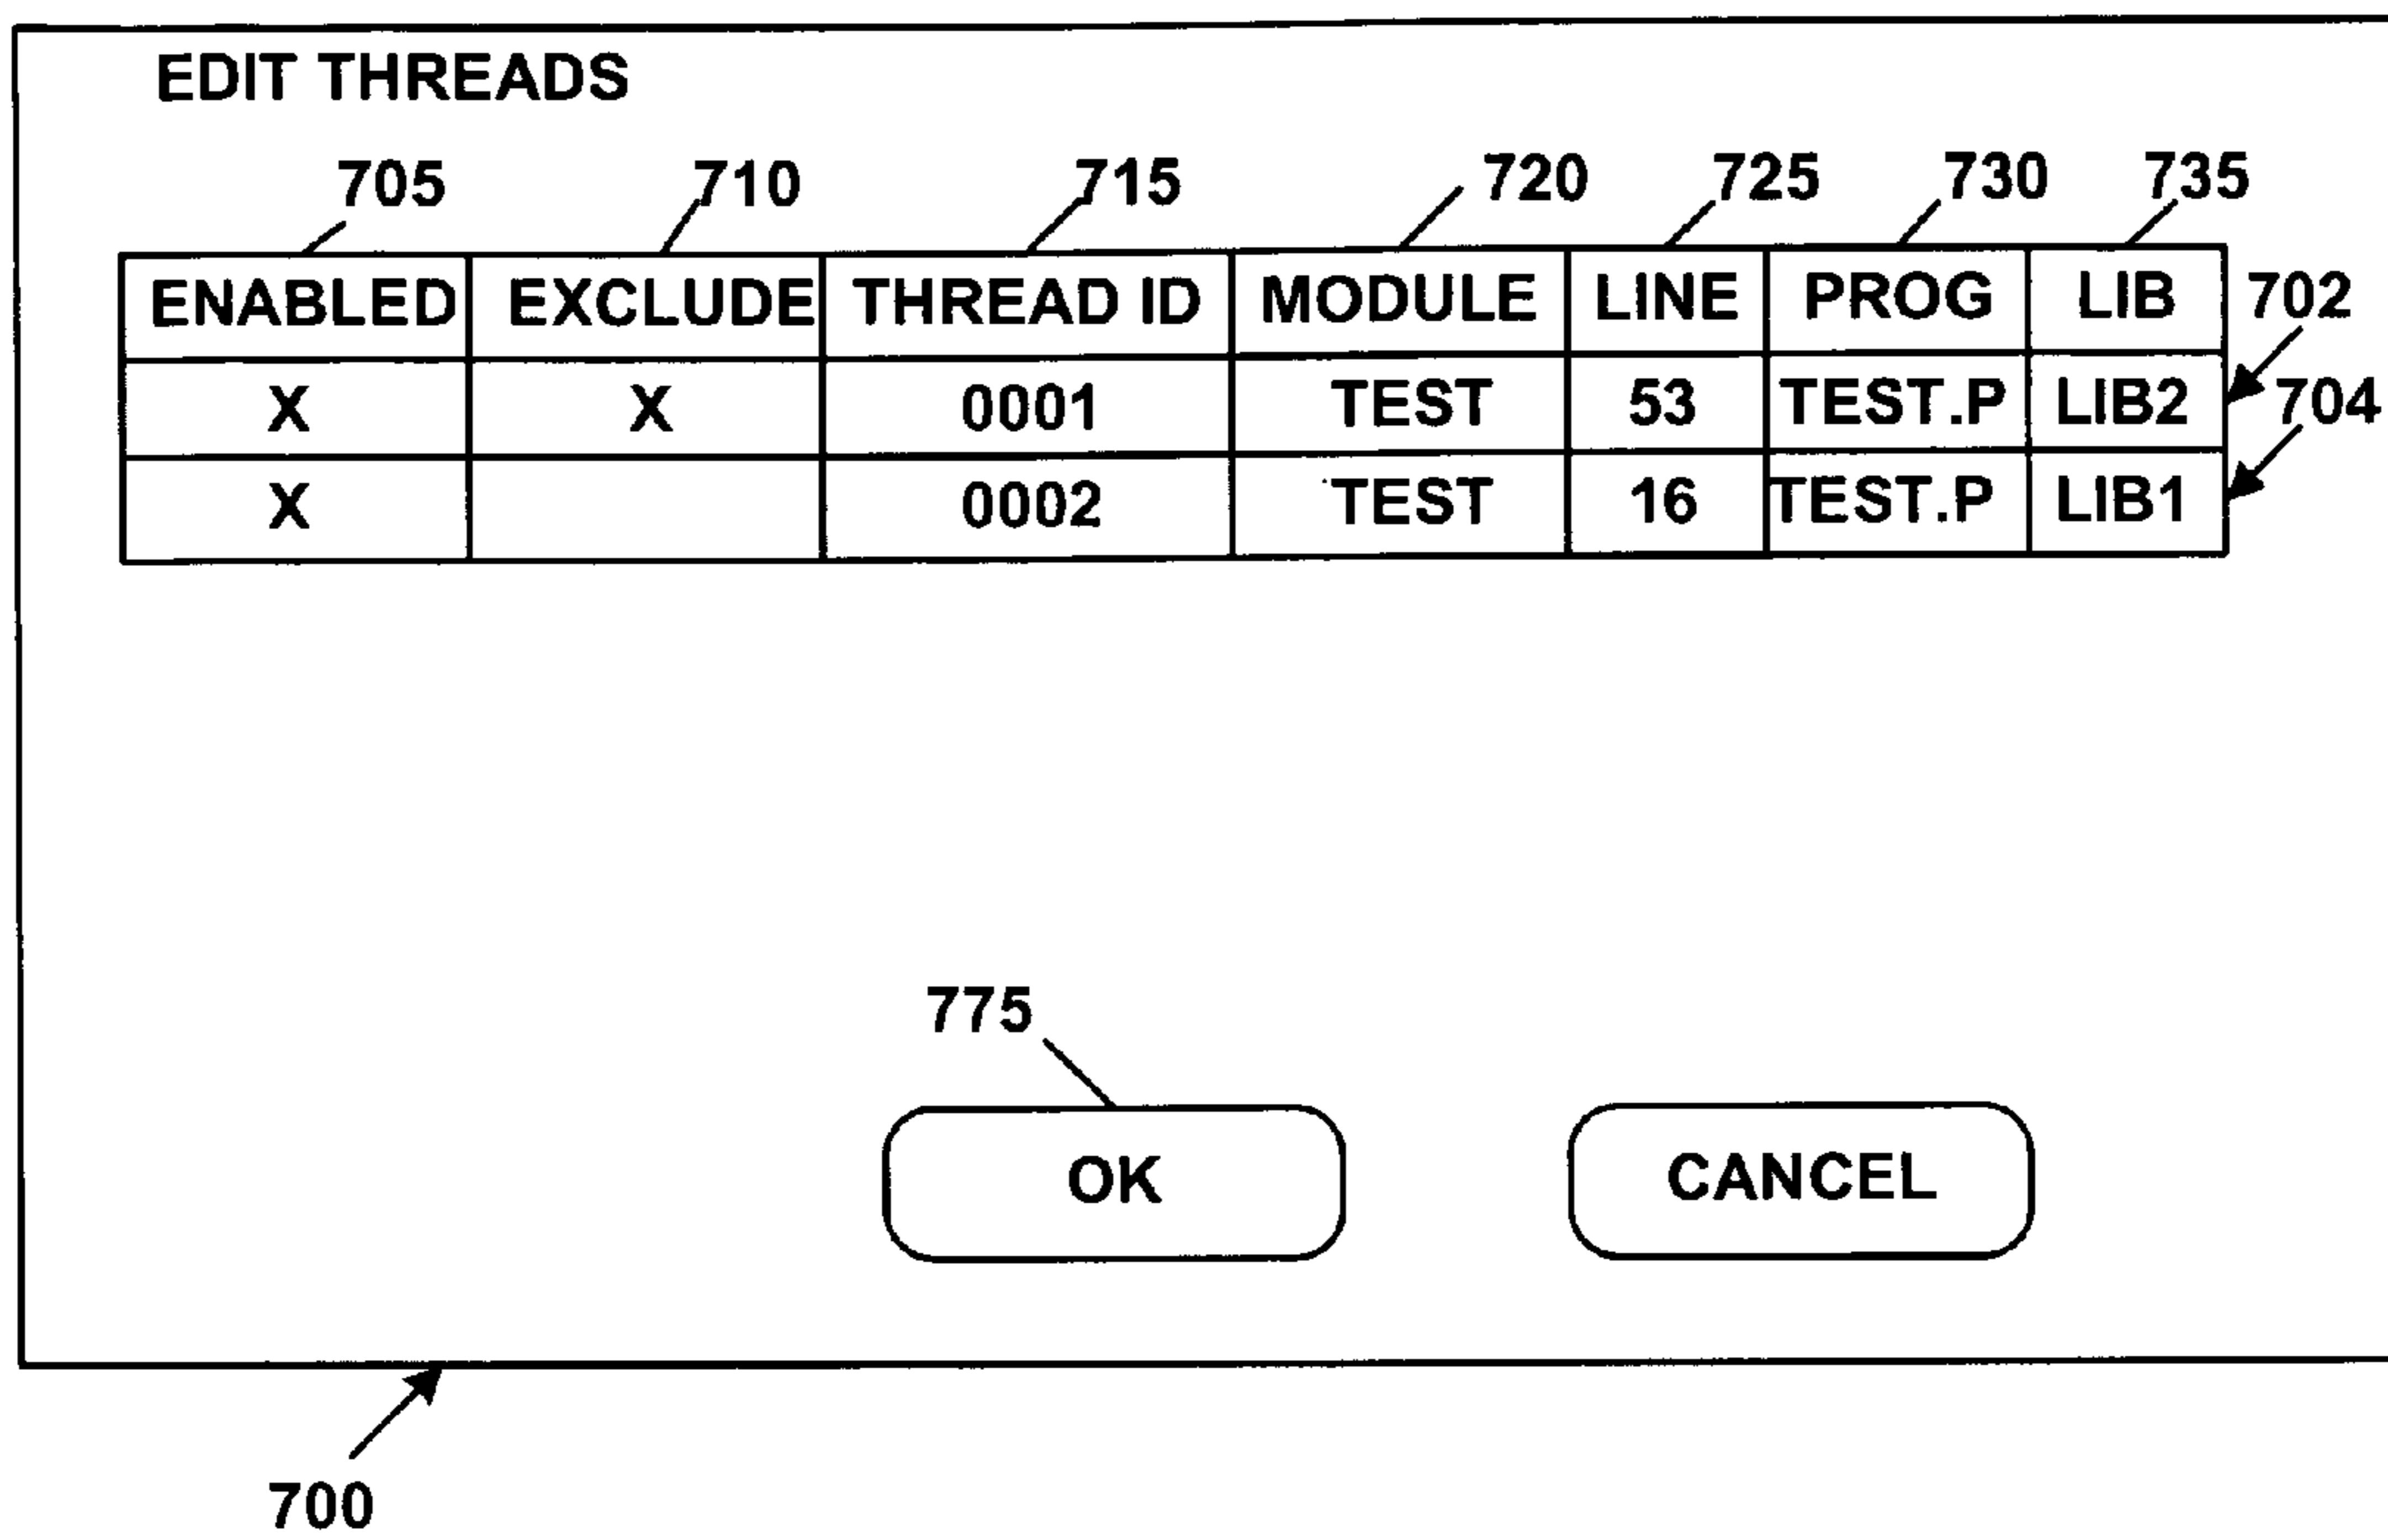 EDIT THREADS
705 710 715 720 725 730 735
ENABLED EXCLUDE THREAD ID MODULE LINE PROG LIB 702
X X 0001 TEST 53 TEST.P LIB2 704
X 0002 TEST 16 TEST.P LIB1
775
OK CANCEL
700